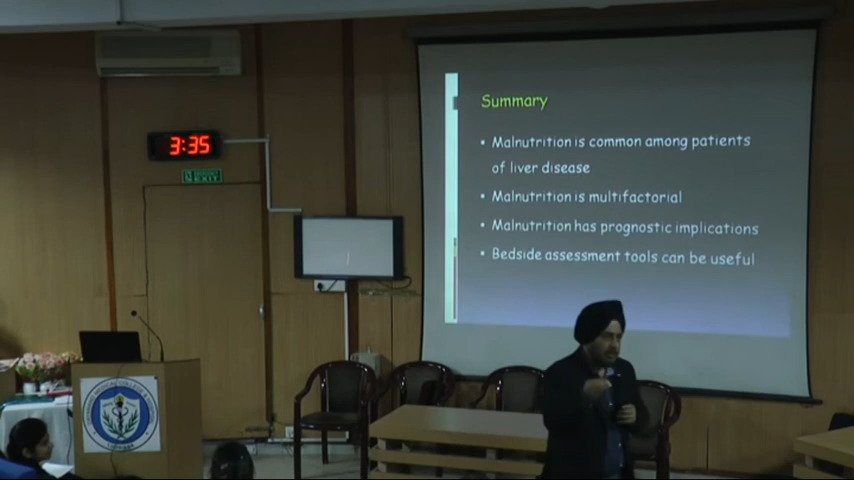 3:35
EXIT
Summary
• Malnutrition is common among patients
of liver disease
• Malnutrition is multifactorial
• Malnutrition has prognostic implications
• Bedside assessment tools can be useful